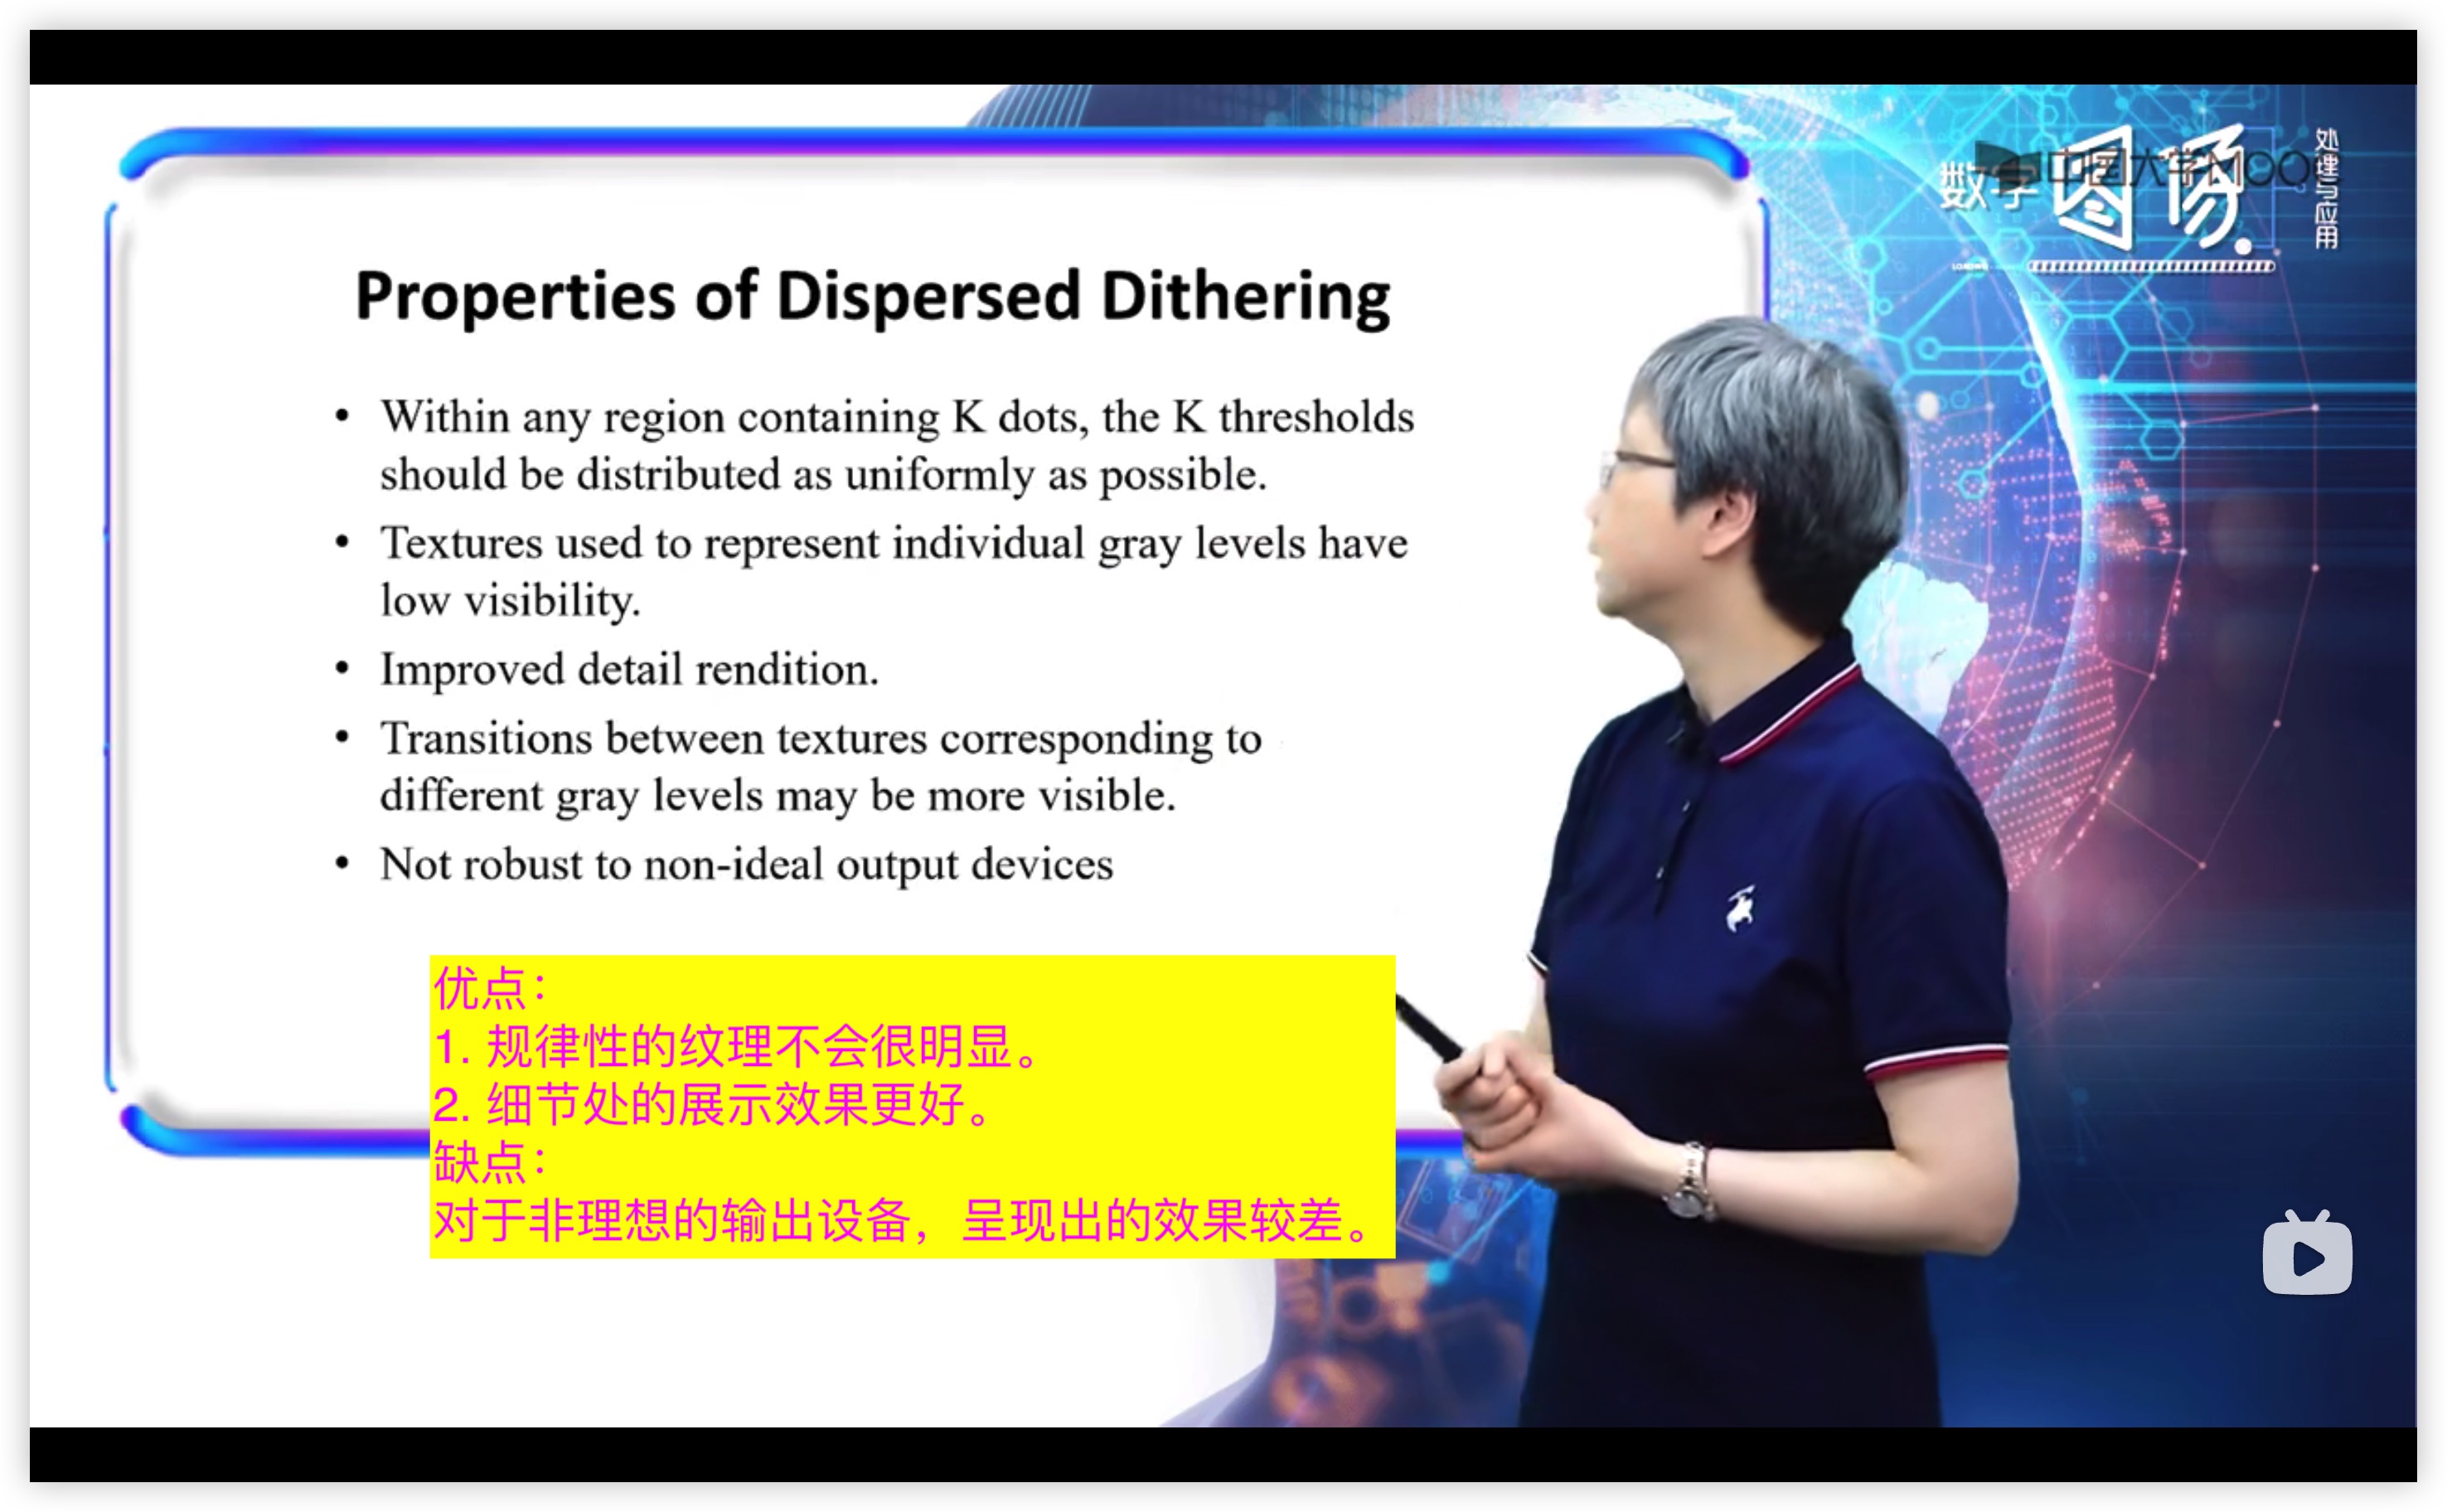 数字图像
处理与应用
中国大学MOOC
Properties of Dispersed Dithering
• Within any region containing K dots, the K thresholds
should be distributed as uniformly as possible.
• Textures used to represent individual gray levels have
low visibility.
• Improved detail rendition.
• Transitions between textures corresponding to
different gray levels may be more visible.
• Not robust to non-ideal output devices
优点：
1. 规律性的纹理不会很明显。
2. 细节处的展示效果更好。
缺点：
对于非理想的输出设备，呈现出的效果较差。